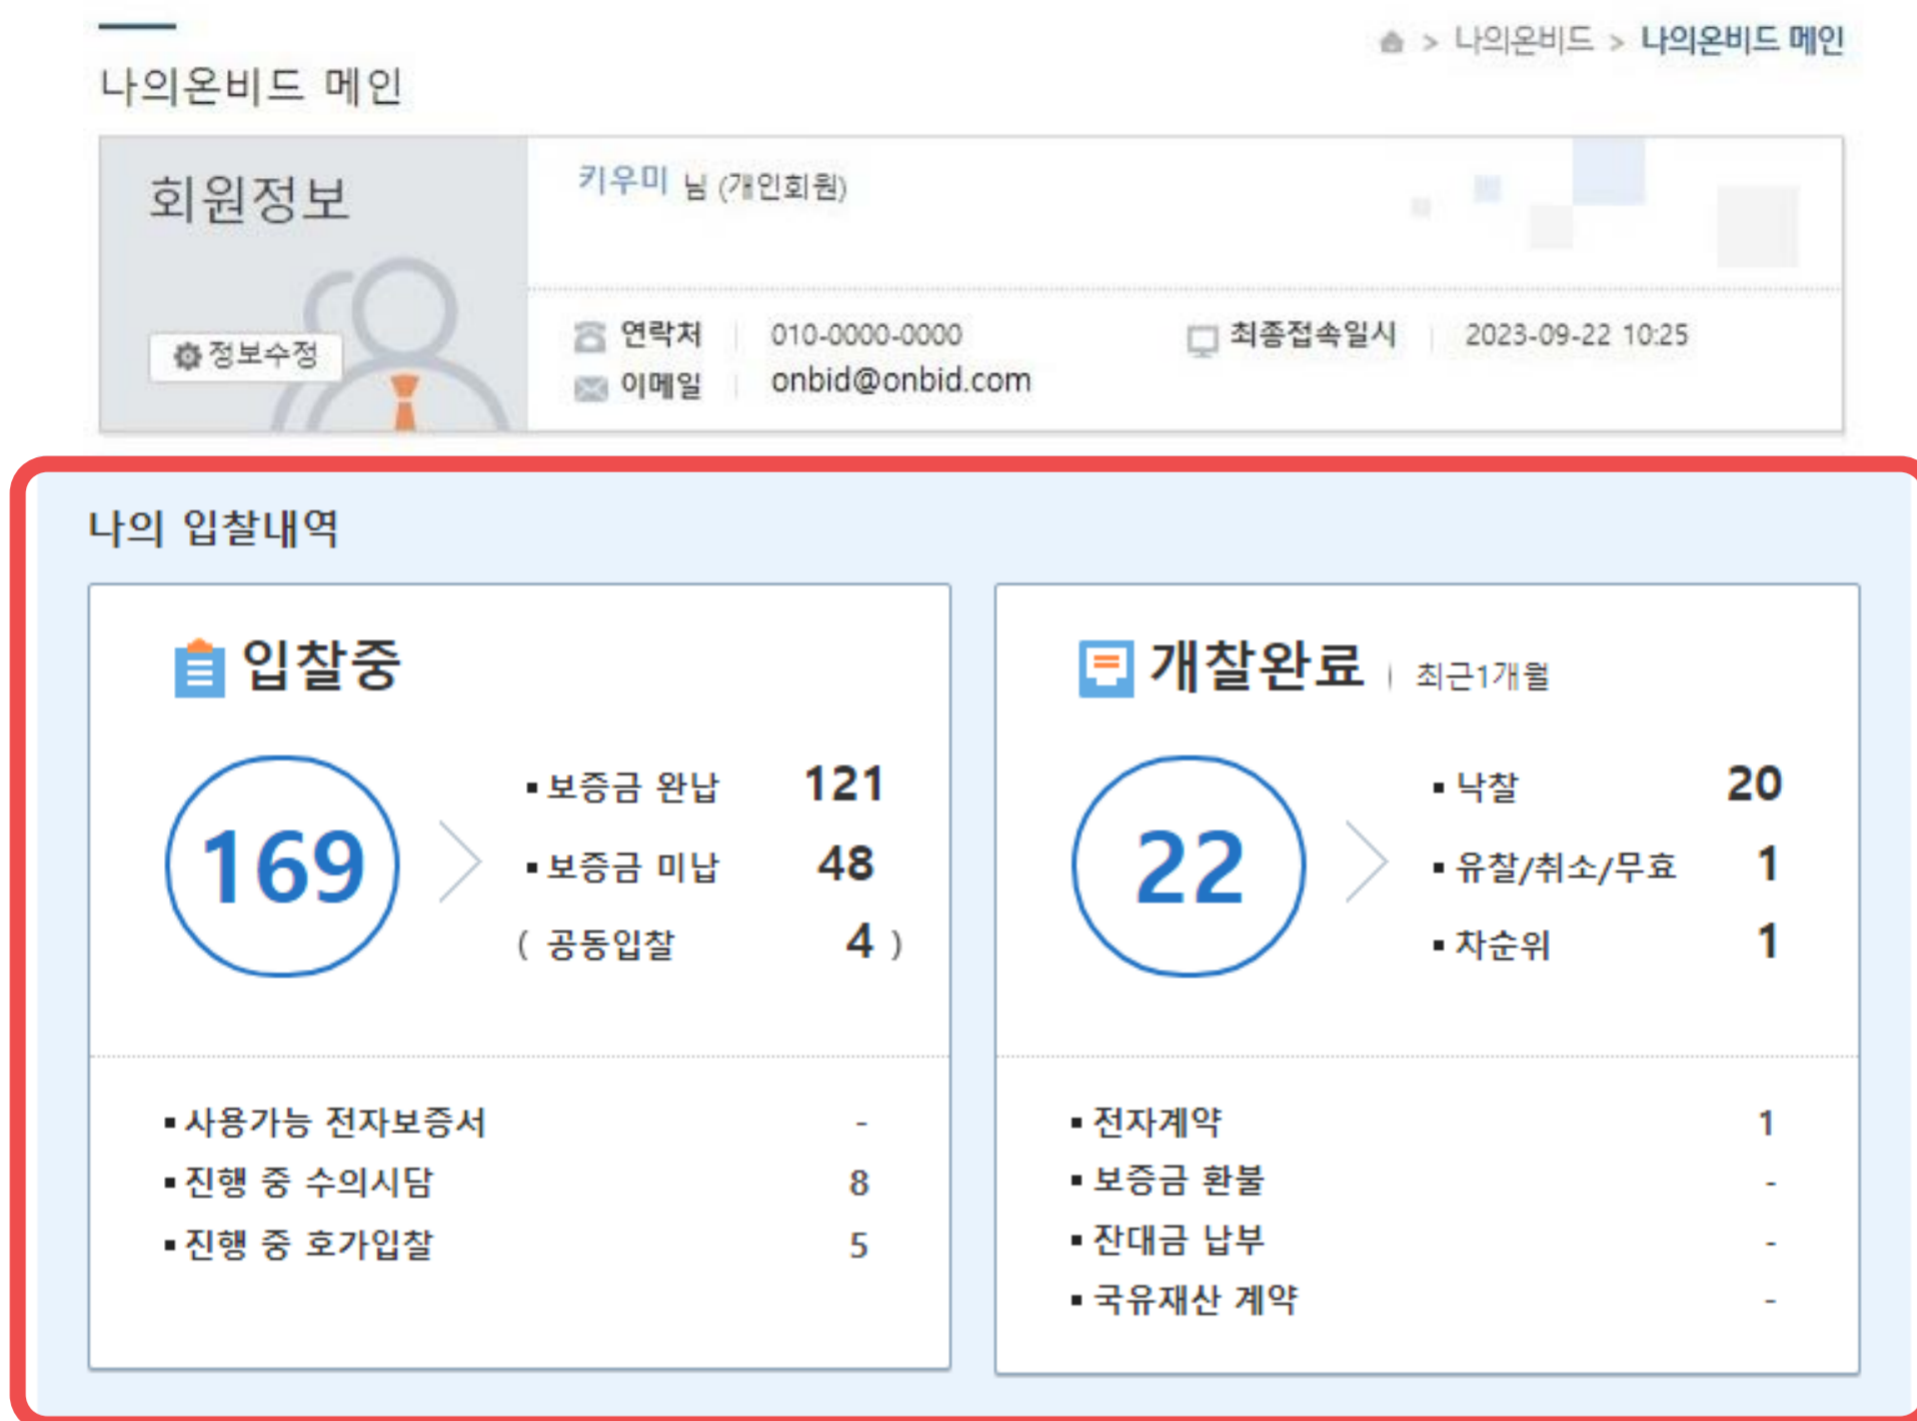 > 나의온비드 > 나의온비드 메인
나의온비드 메인
회원정보
정보수정
키우미 님 (개인회원)
연락처 010-0000-0000
최종접속일시 2023-09-22 10:25
이메일 onbid@onbid.com
나의 입찰내역
입찰중
169
▪ 보증금 완납 121
▪ 보증금 미납 48
( 공동입찰 4 )
▪ 사용가능 전자보증서 -
▪ 진행 중 수의시담 8
▪ 진행 중 호가입찰 5
개찰완료 | 최근1개월
22
▪ 낙찰 20
▪ 유찰/취소/무효 1
▪ 차순위 1
▪ 전자계약 1
▪ 보증금 환불 -
▪ 잔대금 납부 -
▪ 국유재산 계약 -